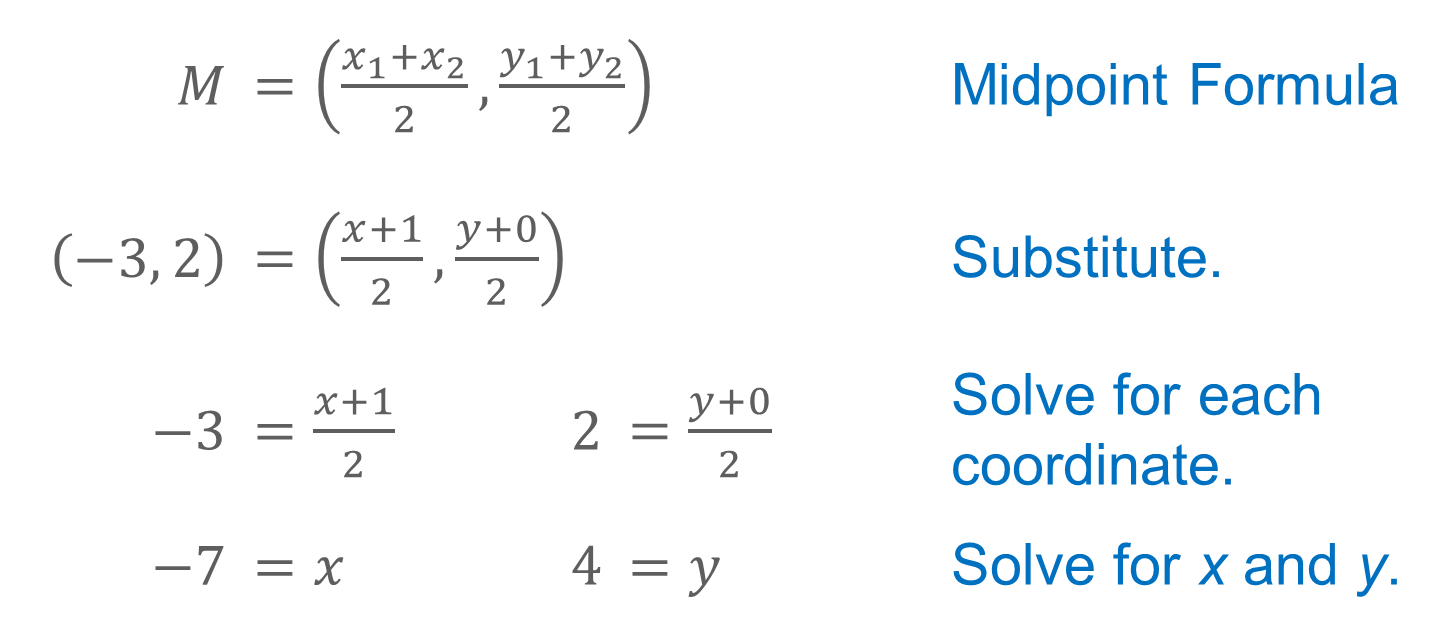 M = (x₁+x₂/2, y₁+y₂/2) Midpoint Formula
(−3, 2) = (x+1/2, y+0/2) Substitute.
−3 = x+1/2 2 = y+0/2 Solve for each
coordinate.
−7 = x 4 = y Solve for x and y.